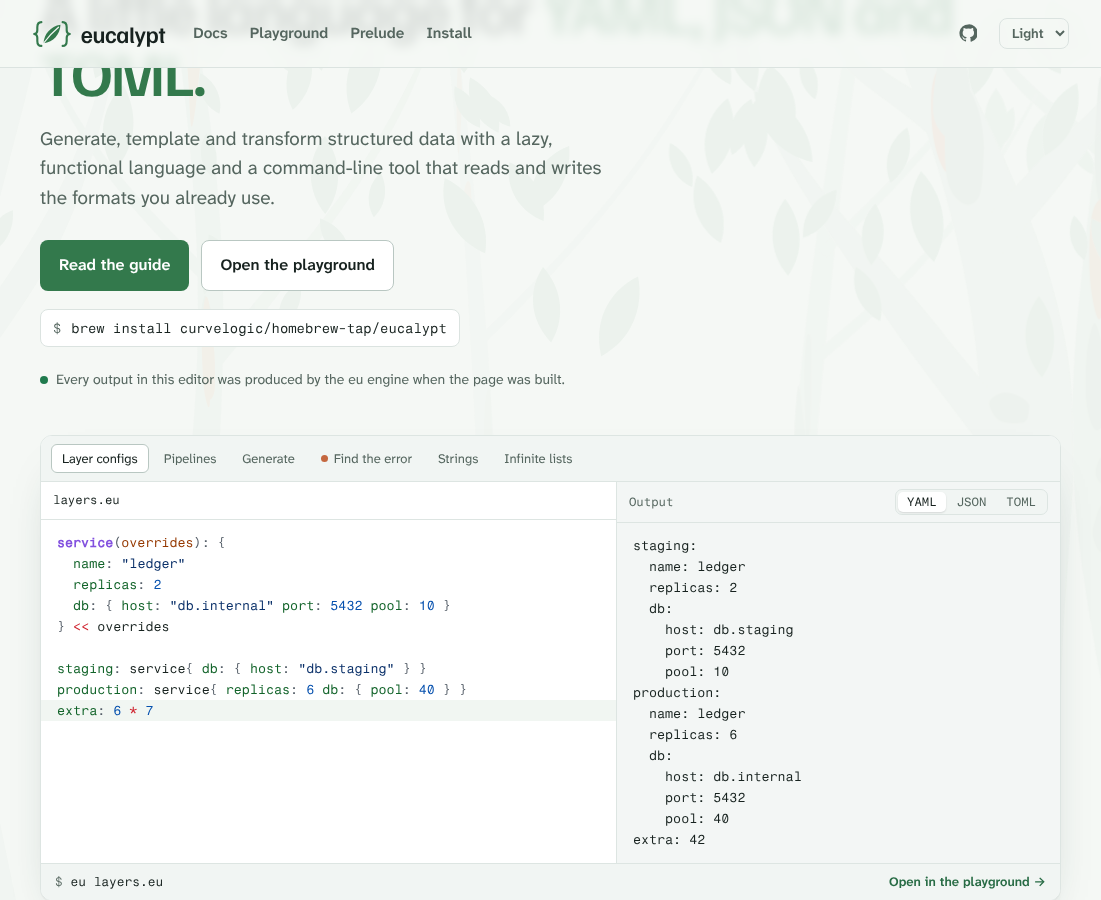 eucalypt Docs Playground Prelude Install Light
TOML.
Generate, template and transform structured data with a lazy,
functional language and a command-line tool that reads and writes
the formats you already use.
Read the guide Open the playground
$ brew install curvelogic/homebrew-tap/eucalypt
Every output in this editor was produced by the eu engine when the page was built.
Layer configs Pipelines Generate Find the error Strings Infinite lists
layers.eu
service(overrides): {
  name: "ledger"
  replicas: 2
  db: { host: "db.internal" port: 5432 pool: 10 }
} << overrides
staging: service{ db: { host: "db.staging" } }
production: service{ replicas: 6 db: { pool: 40 } }
extra: 6 * 7
Output YAML JSON TOML
staging:
  name: ledger
  replicas: 2
  db:
    host: db.staging
    port: 5432
    pool: 10
production:
  name: ledger
  replicas: 6
  db:
    host: db.internal
    port: 5432
    pool: 40
extra: 42
$ eu layers.eu
Open in the playground →